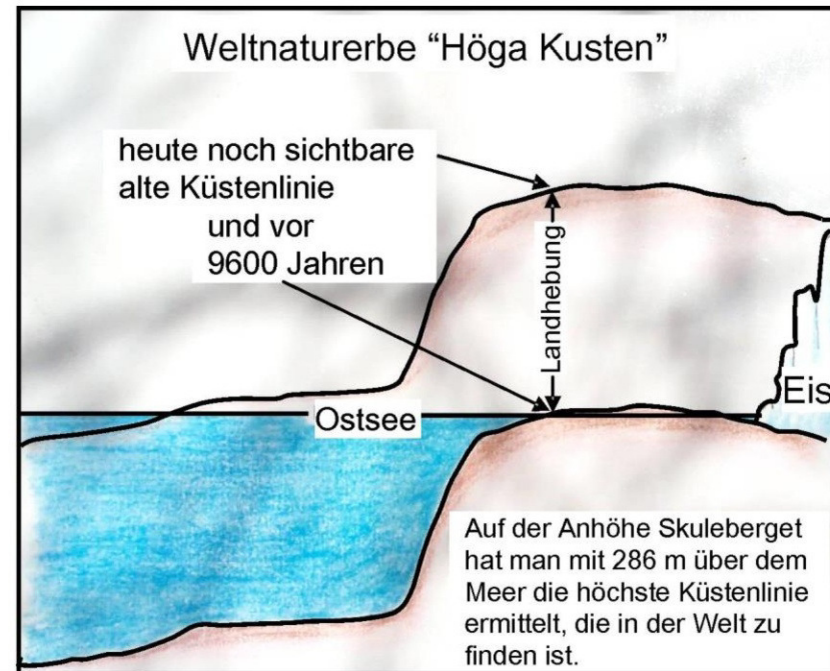 Weltnaturerbe “Höga Kusten”
heute noch sichtbare
alte Küstenlinie
und vor
9600 Jahren
Landhebung
Eis
Ostsee
Auf der Anhöhe Skuleberget
hat man mit 286 m über dem
Meer die höchste Küstenlinie
ermittelt, die in der Welt zu
finden ist.